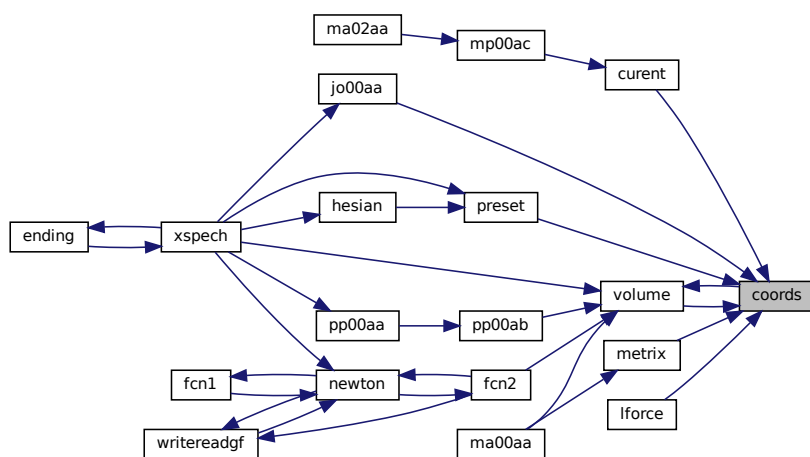 ma02aa
mp00ac
curent
jo00aa
hesian
preset
ending
xspech
volume
coords
pp00aa
pp00ab
metrix
fcn1
newton
fcn2
lforce
writereadgf
ma00aa